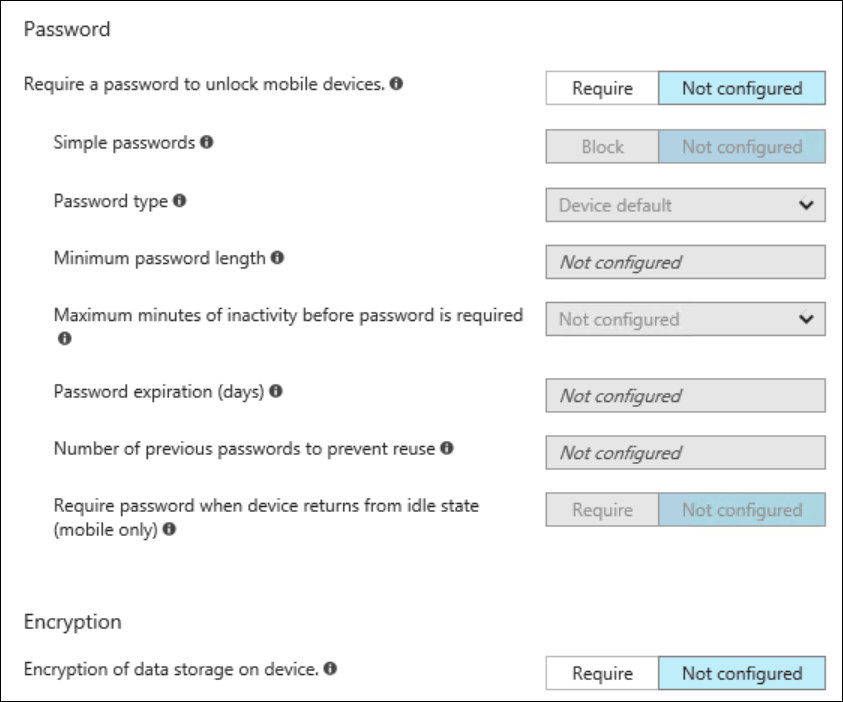 Password
Require a password to unlock mobile devices.
Require
Not configured
Simple passwords
Block
Not configured
Password type
Device default
Minimum password length
Not configured
Maximum minutes of inactivity before password is required
Not configured
Password expiration (days)
Not configured
Number of previous passwords to prevent reuse
Not configured
Require password when device returns from idle state
(mobile only)
Require
Not configured
Encryption
Encryption of data storage on device.
Require
Not configured